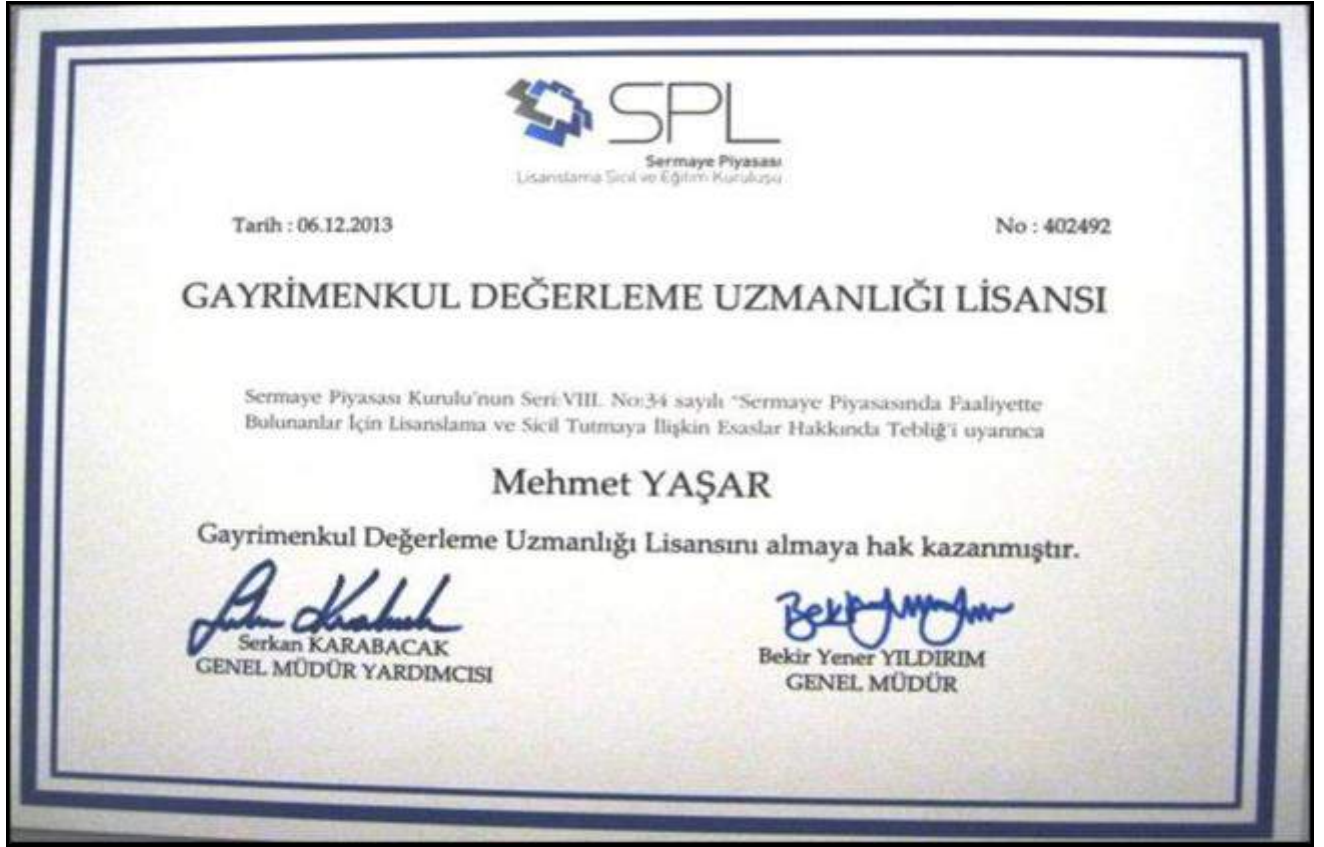 SPL
Sermaye Piyasası
Lisanslama Sicil ve Eğitim Kuruluşu
Tarih : 06.12.2013
No : 402492
GAYRİMENKUL DEĞERLEME UZMANLIĞI LİSANSI
Sermaye Piyasası Kurulu'nun Seri:VIII, No:34 sayılı "Sermaye Piyasasında Faaliyette
Bulunanlar İçin Lisanslama ve Sicil Tutmaya İlişkin Esaslar Hakkında Tebliğ'i uyarınca
Mehmet YAŞAR
Gayrimenkul Değerleme Uzmanlığı Lisansını almaya hak kazanmıştır.
Serkan KARABACAK
GENEL MÜDÜR YARDIMCISI
Bekir Yener YILDIRIM
GENEL MÜDÜR